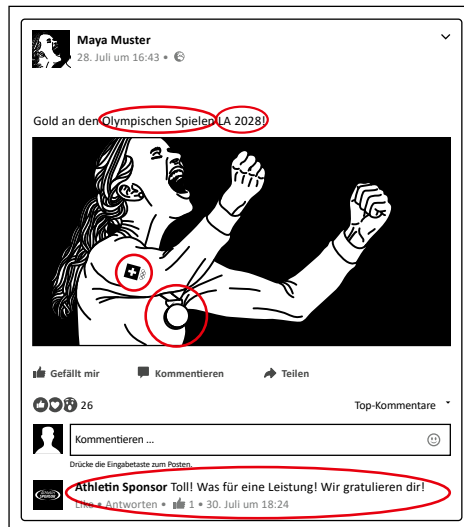 Maya Muster
28. Juli um 16:43 •
Gold an den Olympischen Spielen LA 2028!
Gefällt mir Kommentieren Teilen
26 Top-Kommentare
Kommentieren ...
Drücke die Eingabetaste zum Posten.
Athletin Sponsor Toll! Was für eine Leistung! Wir gratulieren dir!
Like • Antworten • 1 • 30. Juli um 18:24